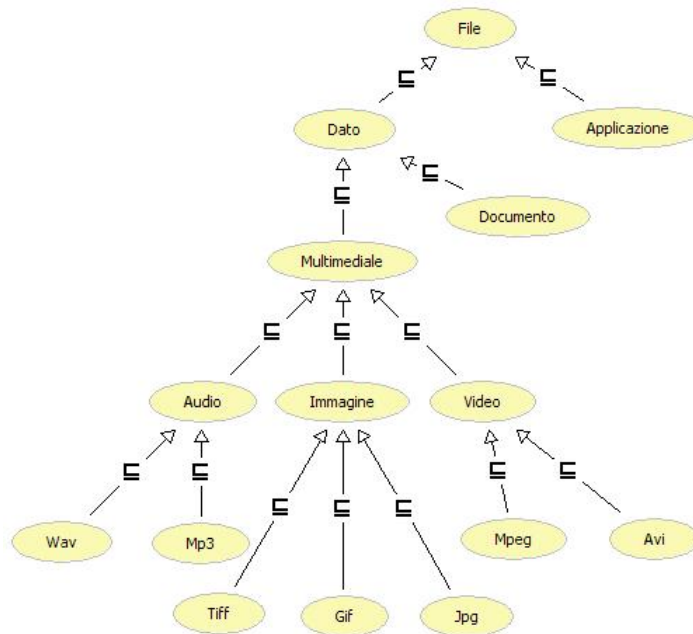 File
⊑
⊑
Dato
Applicazione
⊑
⊑
Documento
Multimediale
⊑
⊑
⊑
Audio
Immagine
Video
⊑
⊑
⊑
⊑
⊑
⊑
⊑
Wav
Mp3
Mpeg
Avi
Tiff
Gif
Jpg